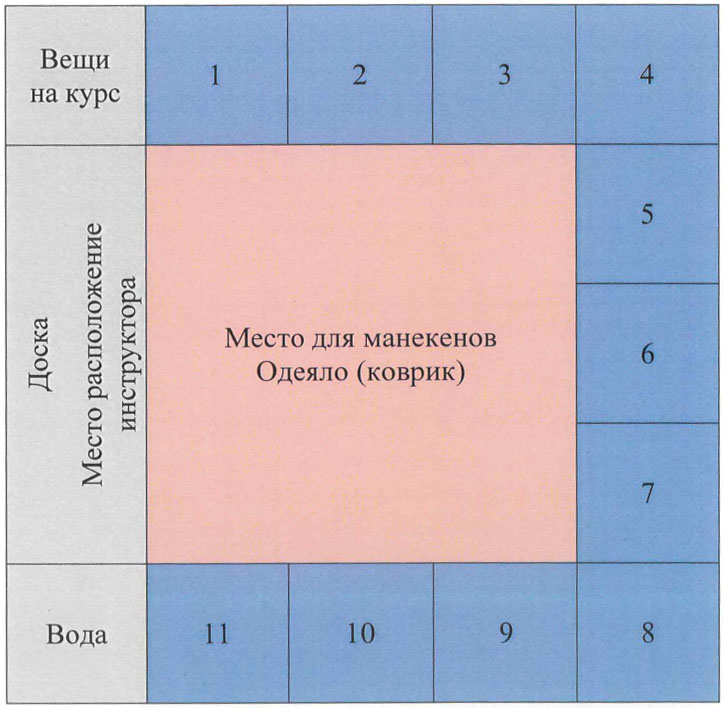 Вещи
на курс
1
2
3
4
Доска
Место расположение
инструктора
Место для манекенов
Одеяло (коврик)
5
6
7
Вода
11
10
9
8